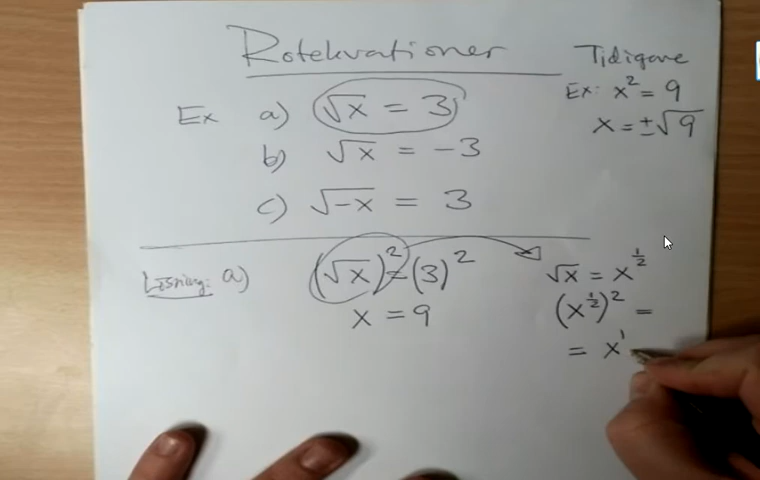 Rotekvationer
Tidigare
Ex: x² = 9
x = ±√9
Ex a) √x = 3
b) √x = -3
c) √-x = 3
Lösning: a) (√x)² = (3)²
x = 9
√x = x^½
(x^½)² =
= x¹